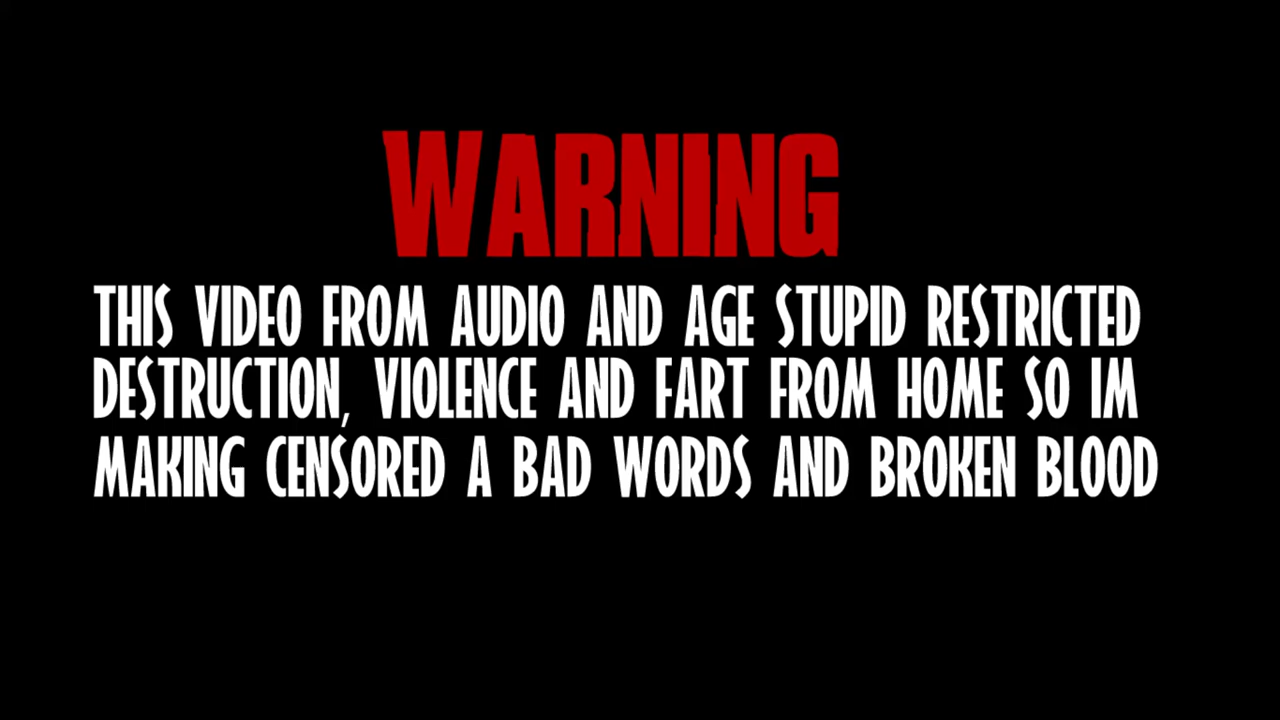 WARNING
THIS VIDEO FROM AUDIO AND AGE STUPID RESTRICTED
DESTRUCTION, VIOLENCE AND FART FROM HOME SO IM
MAKING CENSORED A BAD WORDS AND BROKEN BLOOD